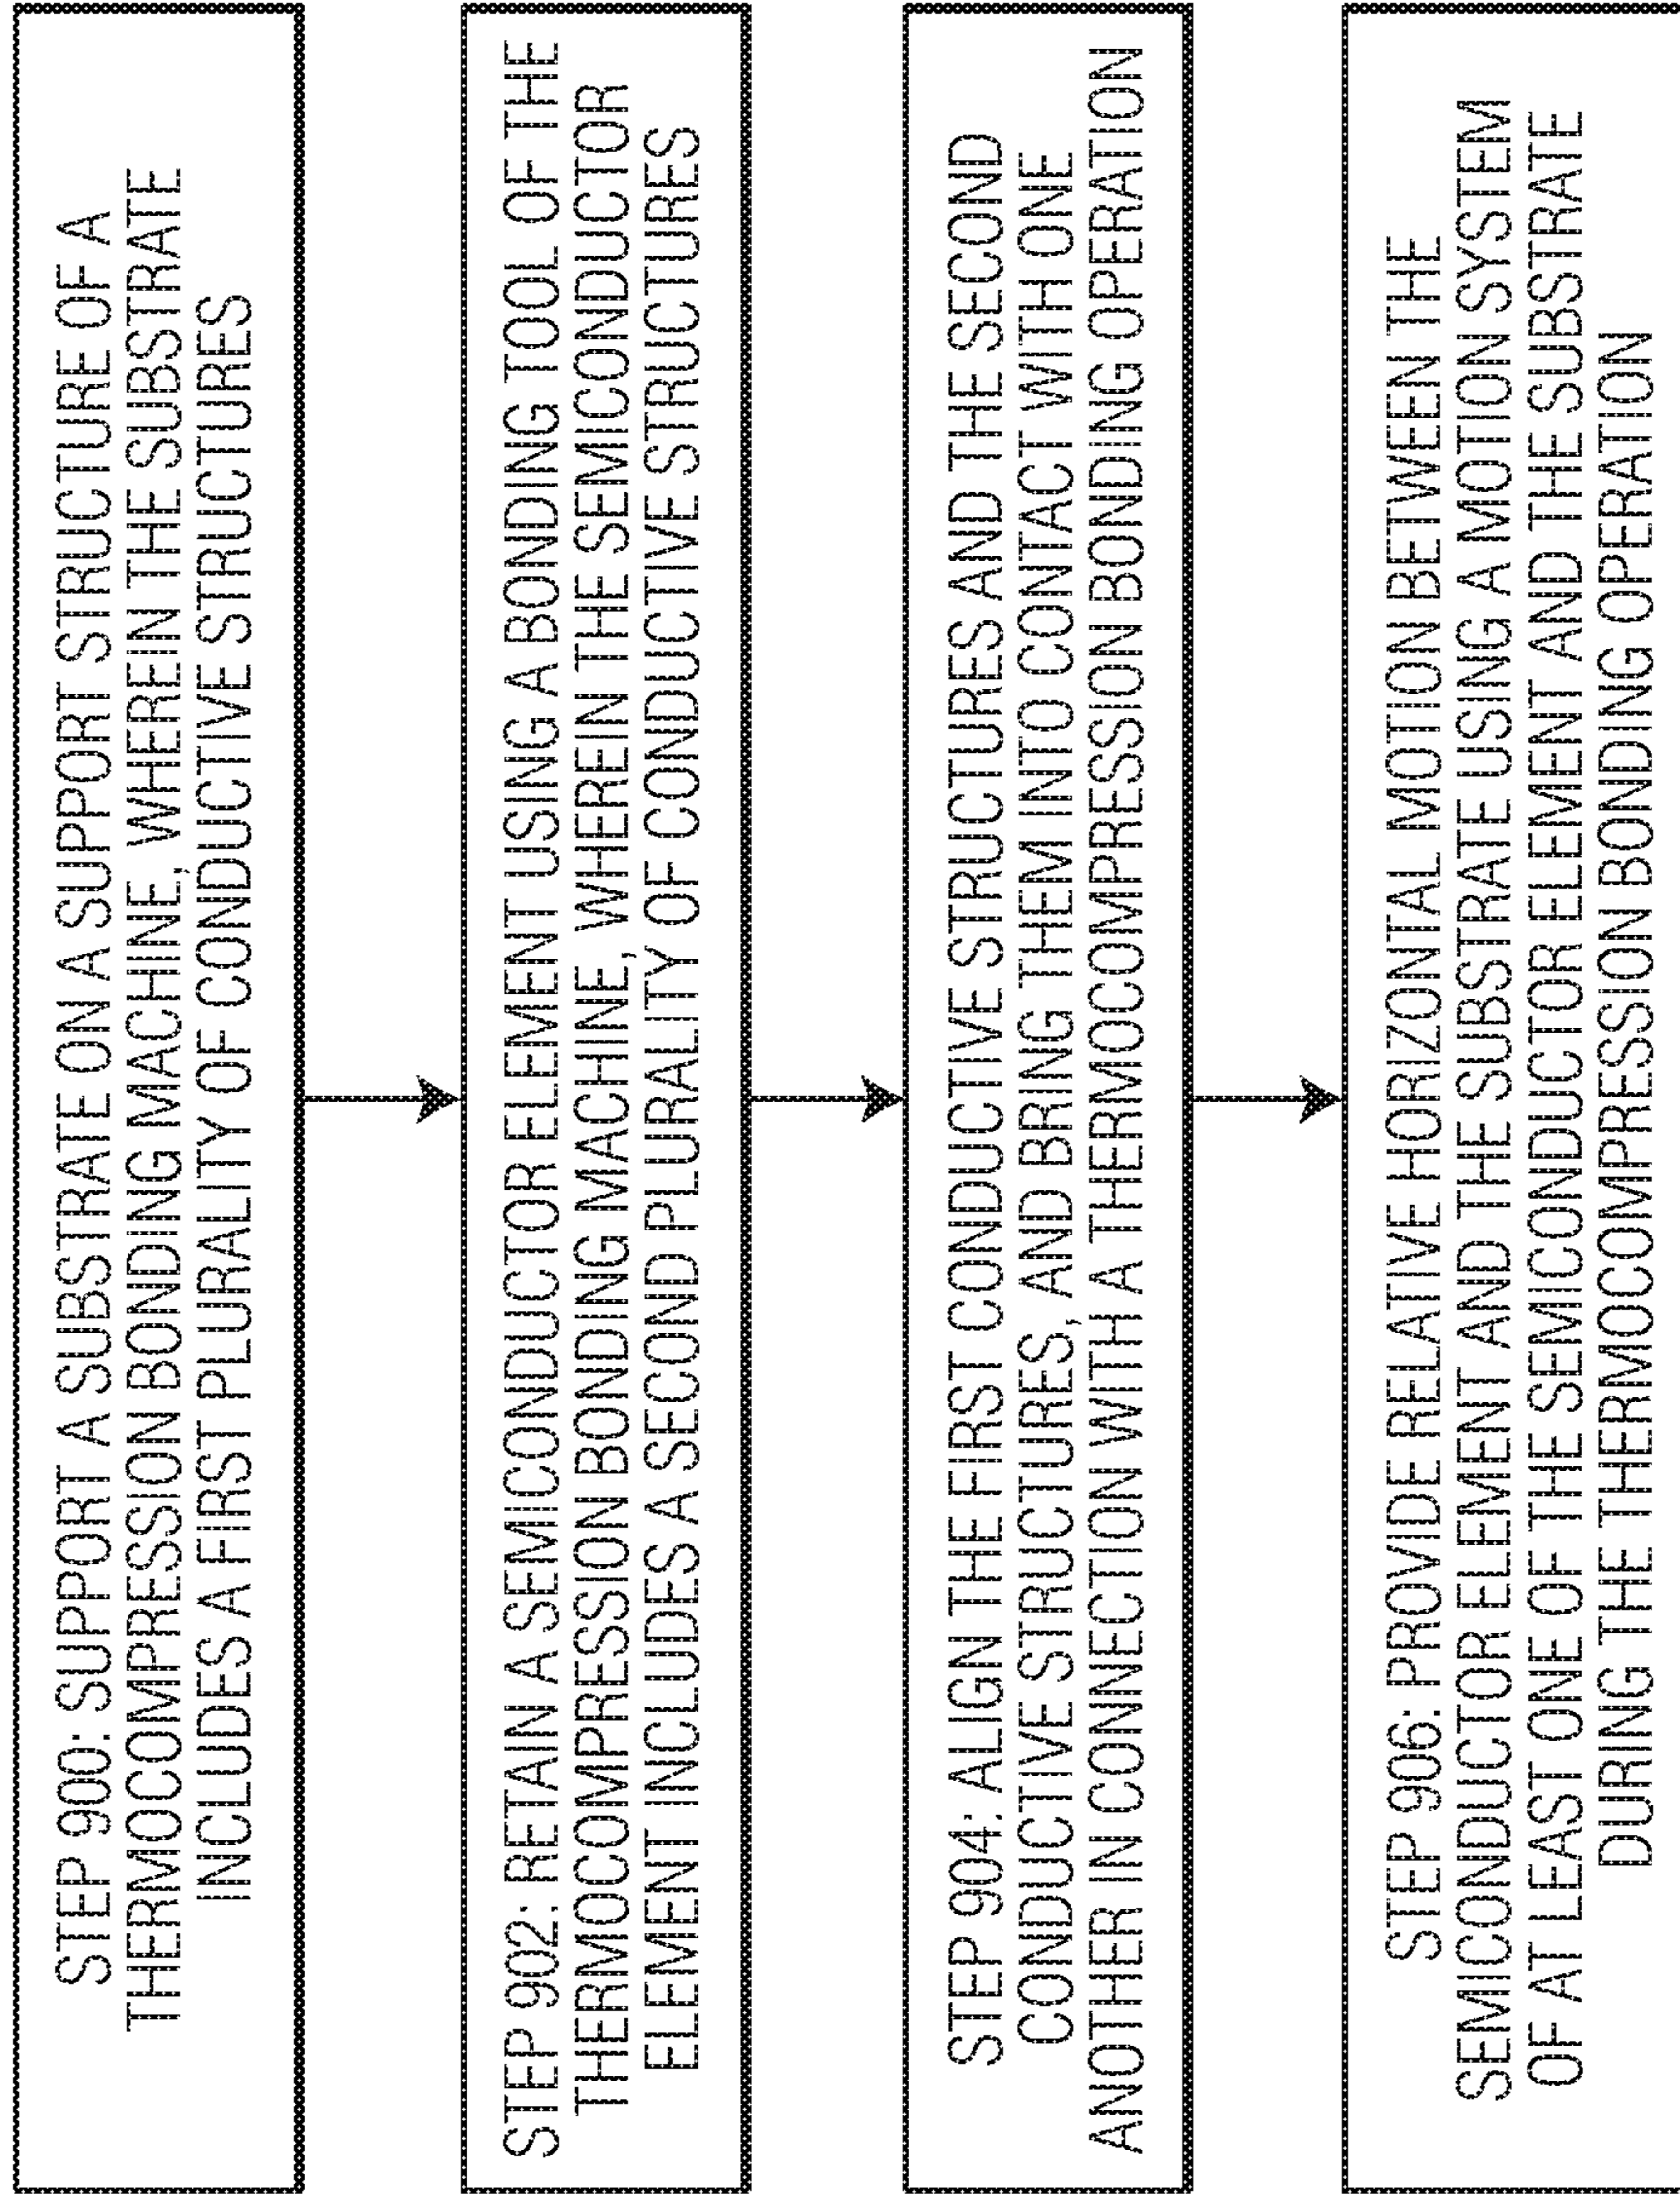 STEP 900: SUPPORT A SUBSTRATE ON A SUPPORT STRUCTURE OF A
THERMOCOMPRESSION BONDING MACHINE, WHEREIN THE SUBSTRATE
INCLUDES A FIRST PLURALITY OF CONDUCTIVE STRUCTURES
STEP 902: RETAIN A SEMICONDUCTOR ELEMENT USING A BONDING TOOL OF THE
THERMOCOMPRESSION BONDING MACHINE, WHEREIN THE SEMICONDUCTOR
ELEMENT INCLUDES A SECOND PLURALITY OF CONDUCTIVE STRUCTURES
STEP 904: ALIGN THE FIRST CONDUCTIVE STRUCTURES AND THE SECOND
CONDUCTIVE STRUCTURES, AND BRING THEM INTO CONTACT WITH ONE
ANOTHER IN CONNECTION WITH A THERMOCOMPRESSION BONDING OPERATION
STEP 906: PROVIDE RELATIVE HORIZONTAL MOTION BETWEEN THE
SEMICONDUCTOR ELEMENT AND THE SUBSTRATE USING A MOTION SYSTEM
OF AT LEAST ONE OF THE SEMICONDUCTOR ELEMENT AND THE SUBSTRATE
DURING THE THERMOCOMPRESSION BONDING OPERATION